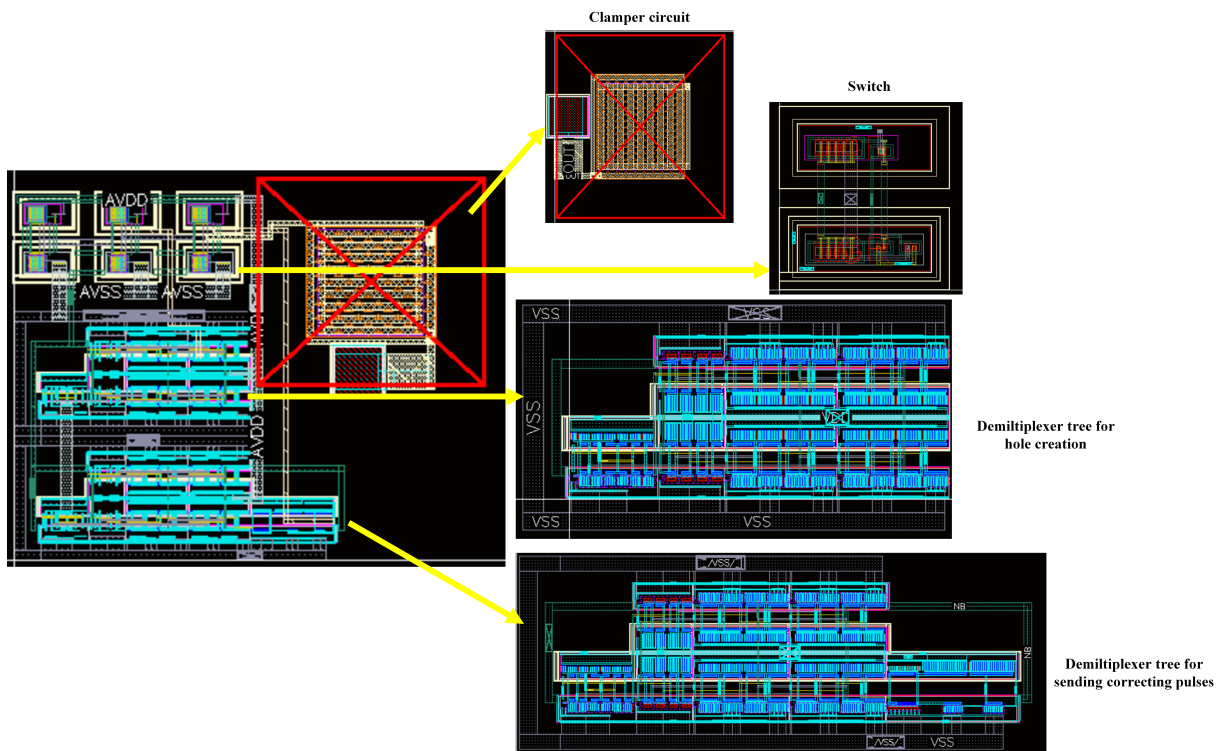 Clamper circuit
Switch
EOUT
AVDD
AVSS
AVSS
AVDD
VSS
VSS
VSS
VSS
VSS
Demiltiplexer tree for
hole creation
VSS
NB
NB
Demiltiplexer tree for
sending correcting pulses
VSS
VSS